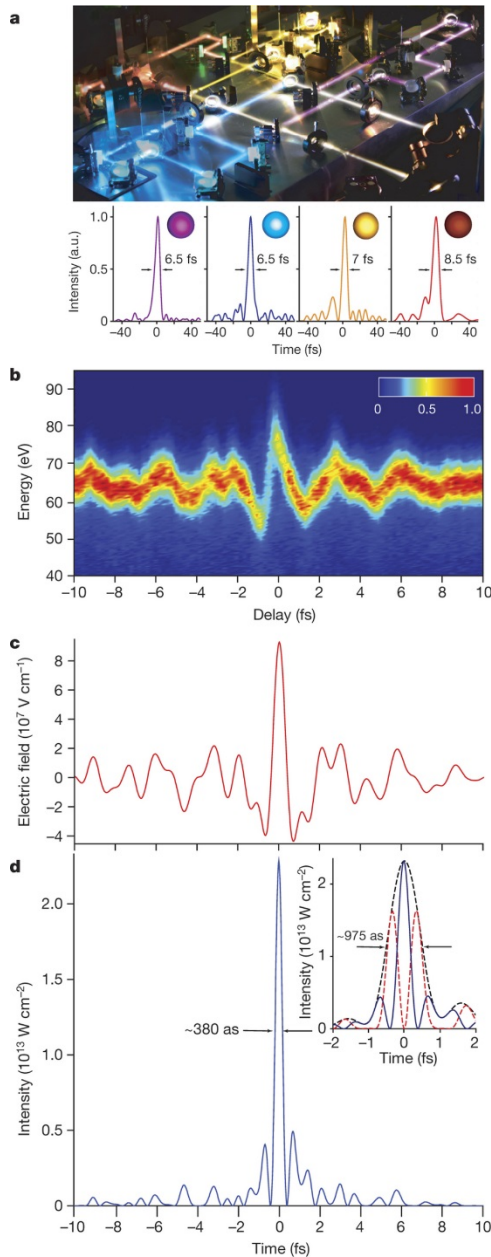 a
Intensity (a.u.)
1.0
0.5
0
6.5 fs
6.5 fs
7 fs
8.5 fs
−40 0 40
−40 0 40
−40 0 40
−40 0 40
Time (fs)
b
Energy (eV)
90
80
70
60
50
40
0 0.5 1.0
−10 −8 −6 −4 −2 0 2 4 6 8 10
Delay (fs)
c
Electric field (10⁷ V cm⁻¹)
8
6
4
2
0
−2
−4
d
Intensity (10¹³ W cm⁻²)
2.0
1.5
1.0
0.5
0
~380 as
Intensity (10¹³ W cm⁻²)
2
1
0
~975 as
−2 −1 0 1 2
Time (fs)
−10 −8 −6 −4 −2 0 2 4 6 8 10
Time (fs)